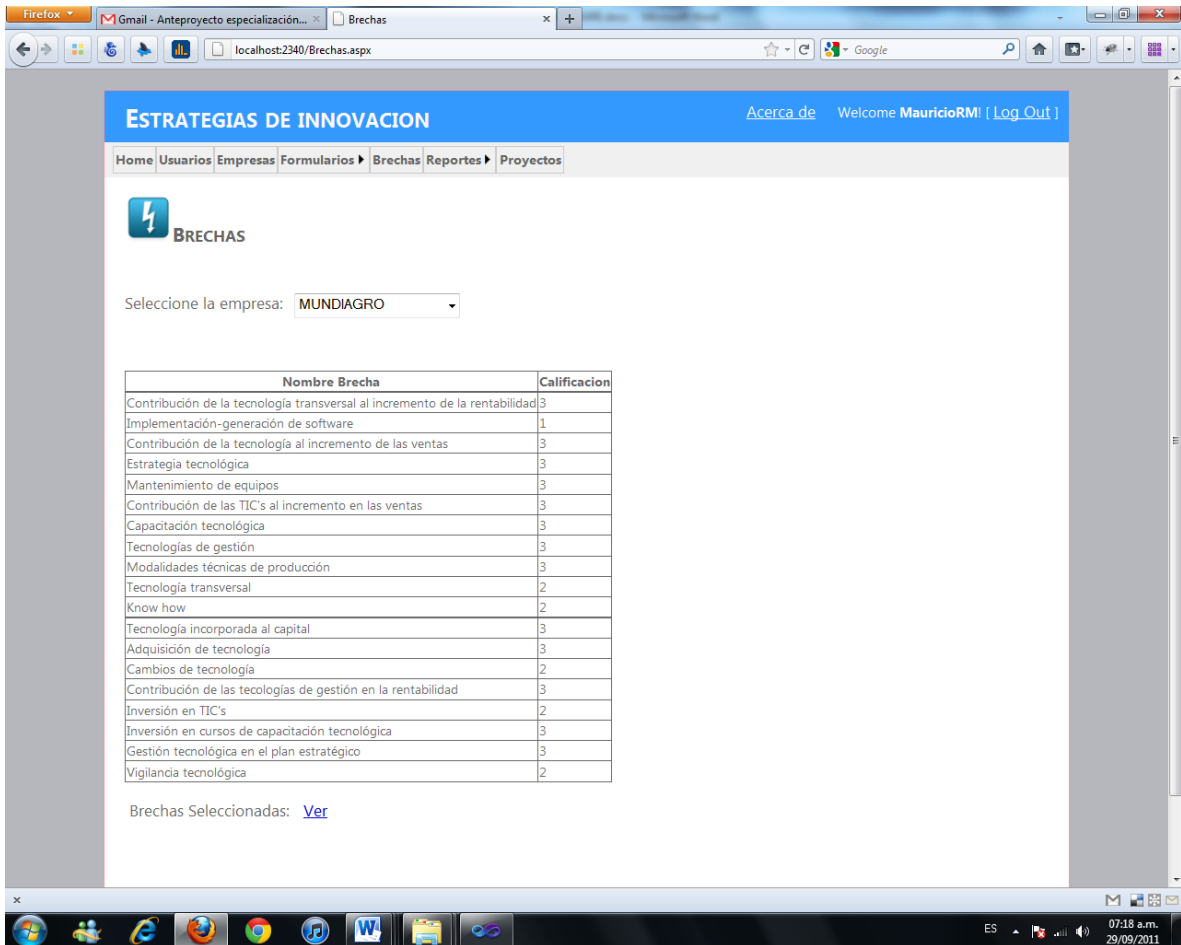 Firefox
Gmail - Anteproyecto especialización...
Brechas
localhost:2340/Brechas.aspx
Google
ESTRATEGIAS DE INNOVACION
Acerca de Welcome MauricioRM! [ Log Out ]
Home Usuarios Empresas Formularios Brechas Reportes Proyectos
BRECHAS
Seleccione la empresa: MUNDIAGRO
Nombre Brecha Calificacion
Contribución de la tecnología transversal al incremento de la rentabilidad 3
Implementación-generación de software 1
Contribución de la tecnología al incremento de las ventas 3
Estrategia tecnológica 3
Mantenimiento de equipos 3
Contribución de las TIC's al incremento en las ventas 3
Capacitación tecnológica 3
Tecnologías de gestión 3
Modalidades técnicas de producción 3
Tecnología transversal 2
Know how 2
Tecnología incorporada al capital 3
Adquisición de tecnología 3
Cambios de tecnología 2
Contribución de las tecologías de gestión en la rentabilidad 3
Inversión en TIC's 2
Inversión en cursos de capacitación tecnológica 3
Gestión tecnológica en el plan estratégico 3
Vigilancia tecnológica 2
Brechas Seleccionadas: Ver
ES
07:18 a.m.
29/09/2011